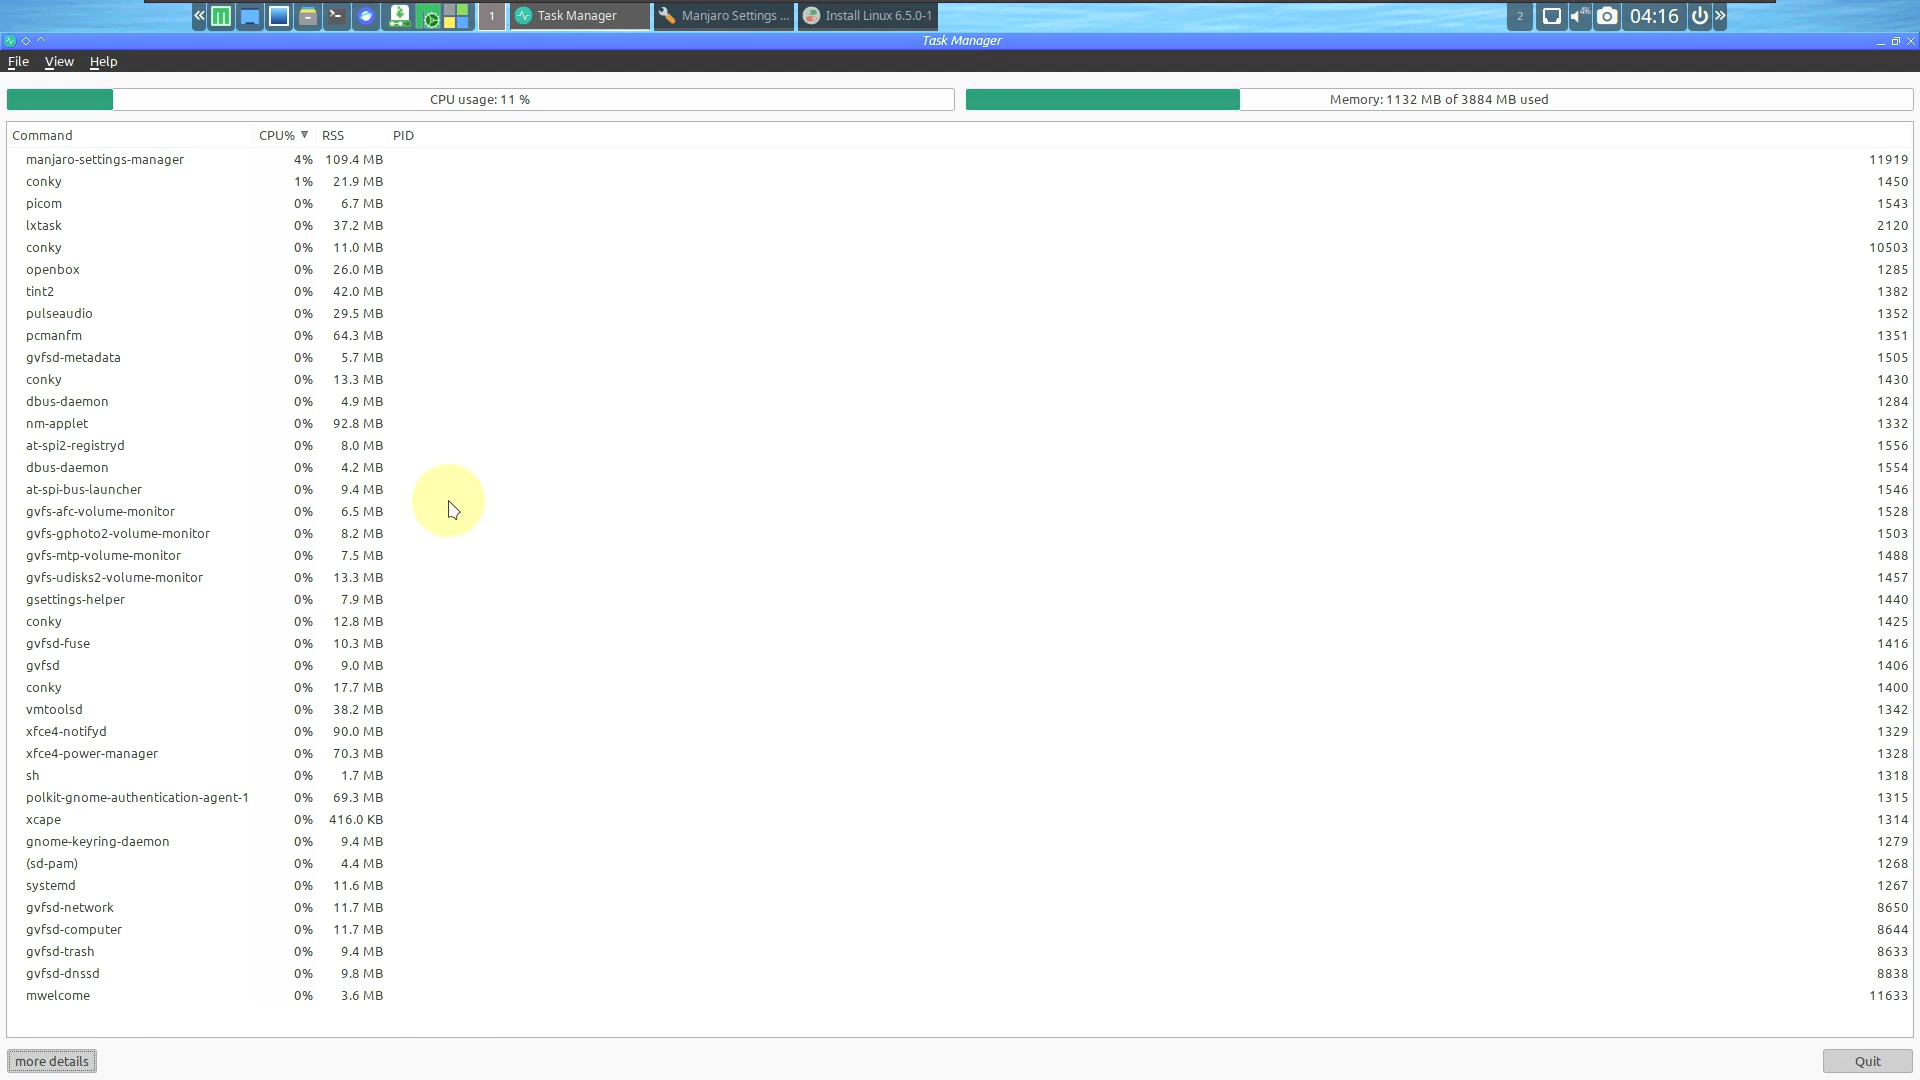 1 Task Manager Manjaro Settings ... Install Linux 6.5.0-1 2 4% 04:16
Task Manager
File View Help
CPU usage: 11 % Memory: 1132 MB of 3884 MB used
Command CPU% RSS PID
manjaro-settings-manager 4% 109.4 MB 11919
conky 1% 21.9 MB 1450
picom 0% 6.7 MB 1543
lxtask 0% 37.2 MB 2120
conky 0% 11.0 MB 10503
openbox 0% 26.0 MB 1285
tint2 0% 42.0 MB 1382
pulseaudio 0% 29.5 MB 1352
pcmanfm 0% 64.3 MB 1351
gvfsd-metadata 0% 5.7 MB 1505
conky 0% 13.3 MB 1430
dbus-daemon 0% 4.9 MB 1284
nm-applet 0% 92.8 MB 1332
at-spi2-registryd 0% 8.0 MB 1556
dbus-daemon 0% 4.2 MB 1554
at-spi-bus-launcher 0% 9.4 MB 1546
gvfs-afc-volume-monitor 0% 6.5 MB 1528
gvfs-gphoto2-volume-monitor 0% 8.2 MB 1503
gvfs-mtp-volume-monitor 0% 7.5 MB 1488
gvfs-udisks2-volume-monitor 0% 13.3 MB 1457
gsettings-helper 0% 7.9 MB 1440
conky 0% 12.8 MB 1425
gvfsd-fuse 0% 10.3 MB 1416
gvfsd 0% 9.0 MB 1406
conky 0% 17.7 MB 1400
vmtoolsd 0% 38.2 MB 1342
xfce4-notifyd 0% 90.0 MB 1329
xfce4-power-manager 0% 70.3 MB 1328
sh 0% 1.7 MB 1318
polkit-gnome-authentication-agent-1 0% 69.3 MB 1315
xcape 0% 416.0 KB 1314
gnome-keyring-daemon 0% 9.4 MB 1279
(sd-pam) 0% 4.4 MB 1268
systemd 0% 11.6 MB 1267
gvfsd-network 0% 11.7 MB 8650
gvfsd-computer 0% 11.7 MB 8644
gvfsd-trash 0% 9.4 MB 8633
gvfsd-dnssd 0% 9.8 MB 8838
mwelcome 0% 3.6 MB 11633
more details Quit